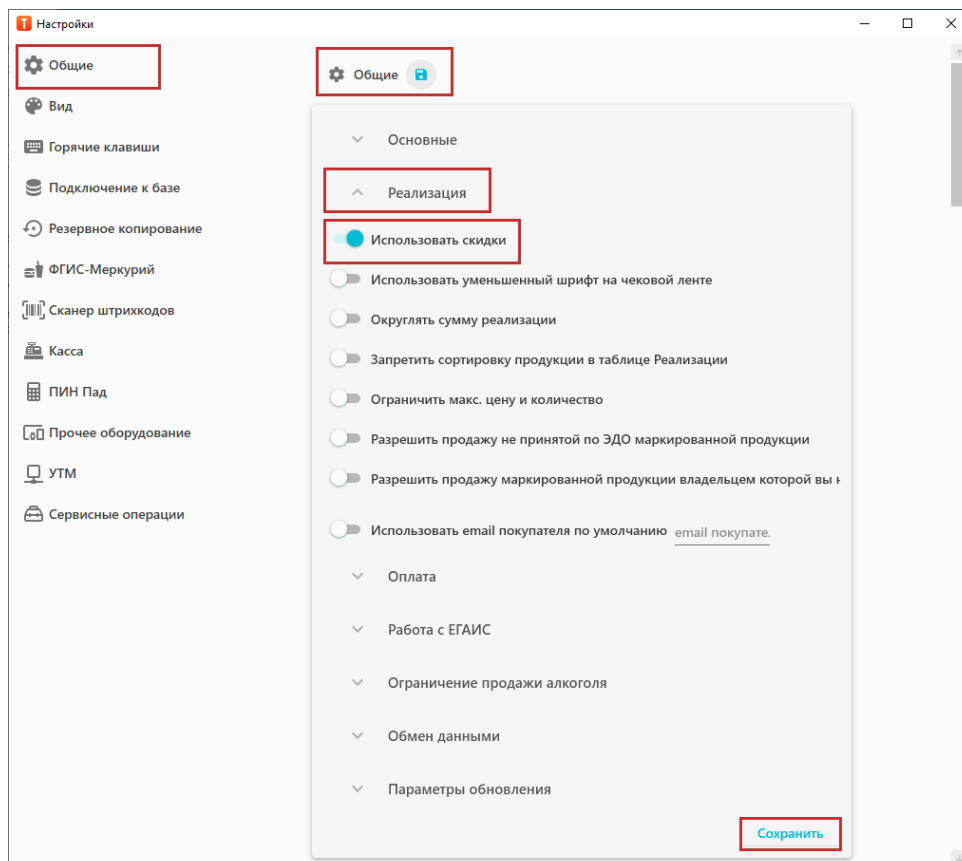 Настройки
Общие
Вид
Горячие клавиши
Подключение к базе
Резервное копирование
ФГИС-Меркурий
Сканер штрихкодов
Касса
ПИН Пад
Прочее оборудование
УТМ
Сервисные операции
Общие
Основные
Реализация
Использовать скидки
Использовать уменьшенный шрифт на чековой ленте
Округлять сумму реализации
Запретить сортировку продукции в таблице Реализации
Ограничить макс. цену и количество
Разрешить продажу не принятой по ЭДО маркированной продукции
Разрешить продажу маркированной продукции владельцем которой вы
Использовать email покупателя по умолчанию email покупате.
Оплата
Работа с ЕГАИС
Ограничение продажи алкоголя
Обмен данными
Параметры обновления
Сохранить